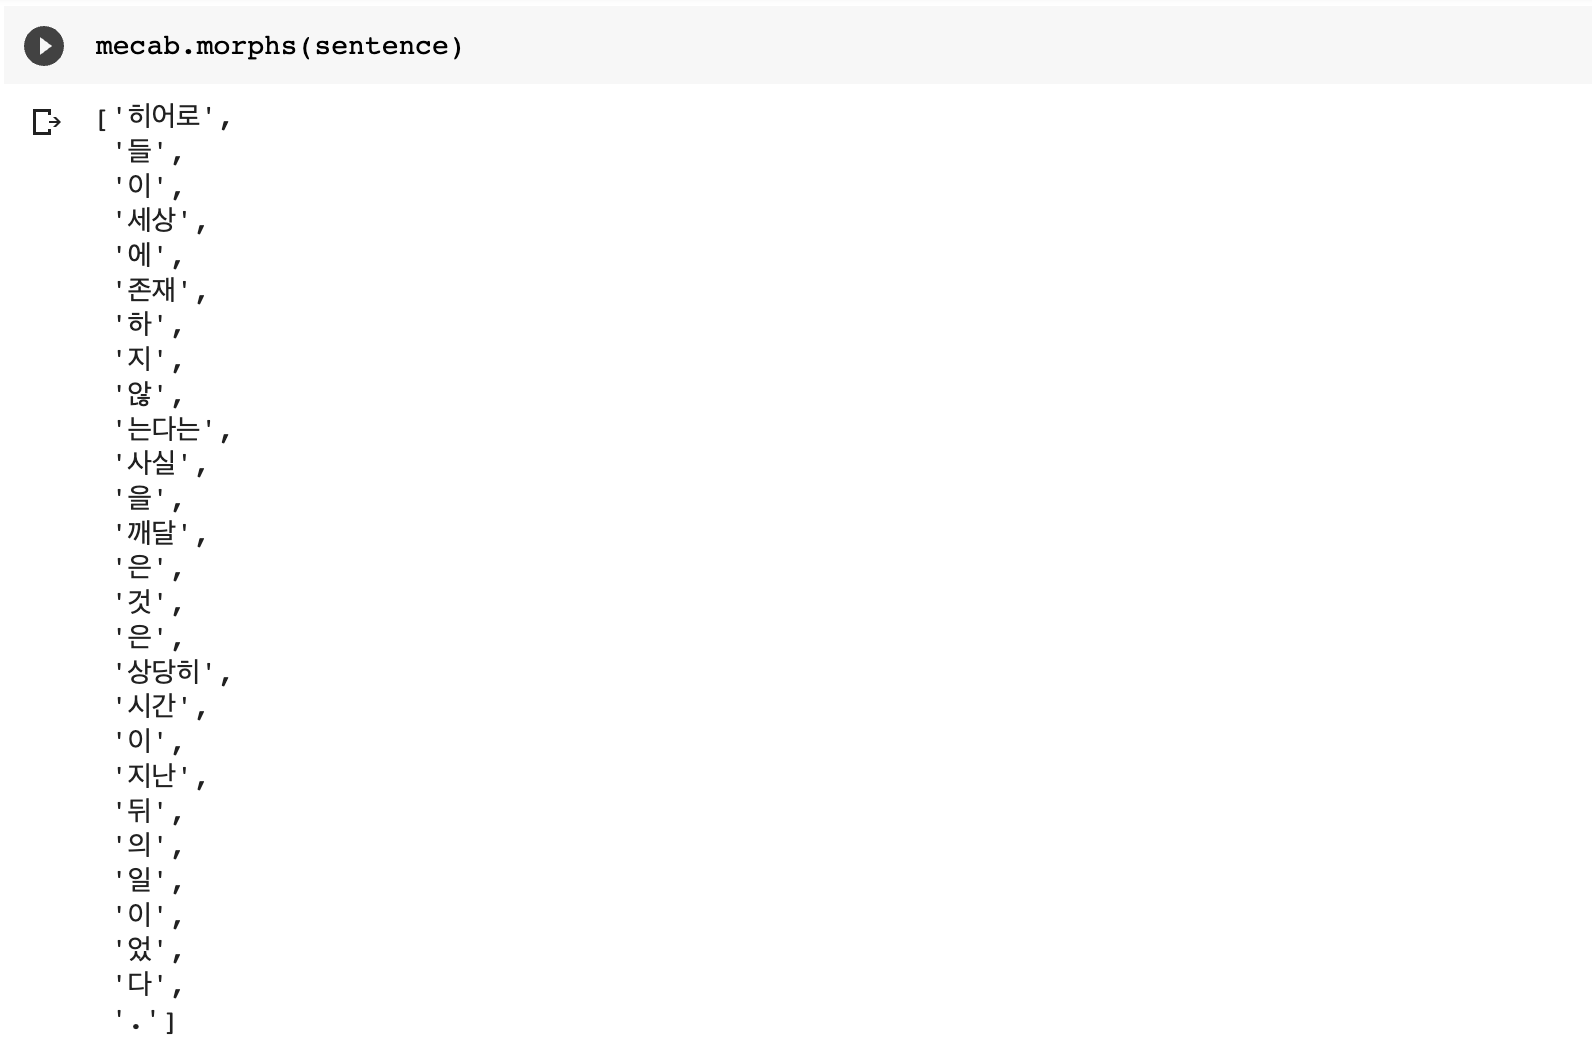 mecab.morphs(sentence)
['히어로',
'들',
'이',
'세상',
'에',
'존재',
'하',
'지',
'않',
'는다는',
'사실',
'을',
'깨달',
'은',
'것',
'은',
'상당히',
'시간',
'이',
'지난',
'뒤',
'의',
'일',
'이',
'었',
'다',
'.']